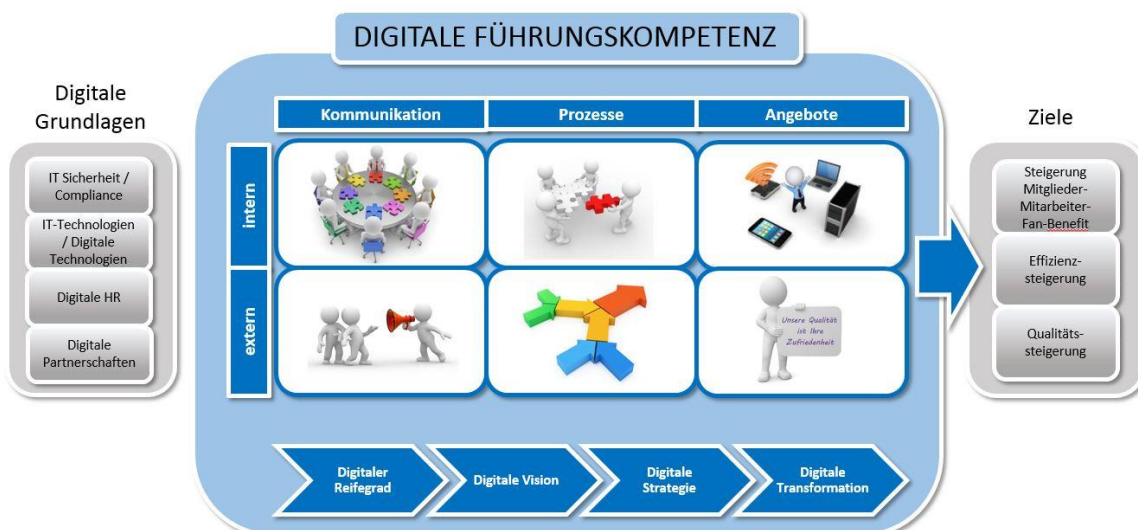 DIGITALE FÜHRUNGSKOMPETENZ
Digitale
Grundlagen
IT Sicherheit /
Compliance
IT-Technologien
/ Digitale
Technologien
Digitale HR
Digitale
Partnerschaften
Kommunikation
Prozesse
Angebote
intern
extern
Unsere Qualität
ist Ihre
Zufriedenheit
Digitaler
Reifegrad
Digitale Vision
Digitale
Strategie
Digitale
Transformation
Ziele
Steigerung
Mitglieder-
Mitarbeiter-
Fan-Benefit
Effizienz-
steigerung
Qualitäts-
steigerung